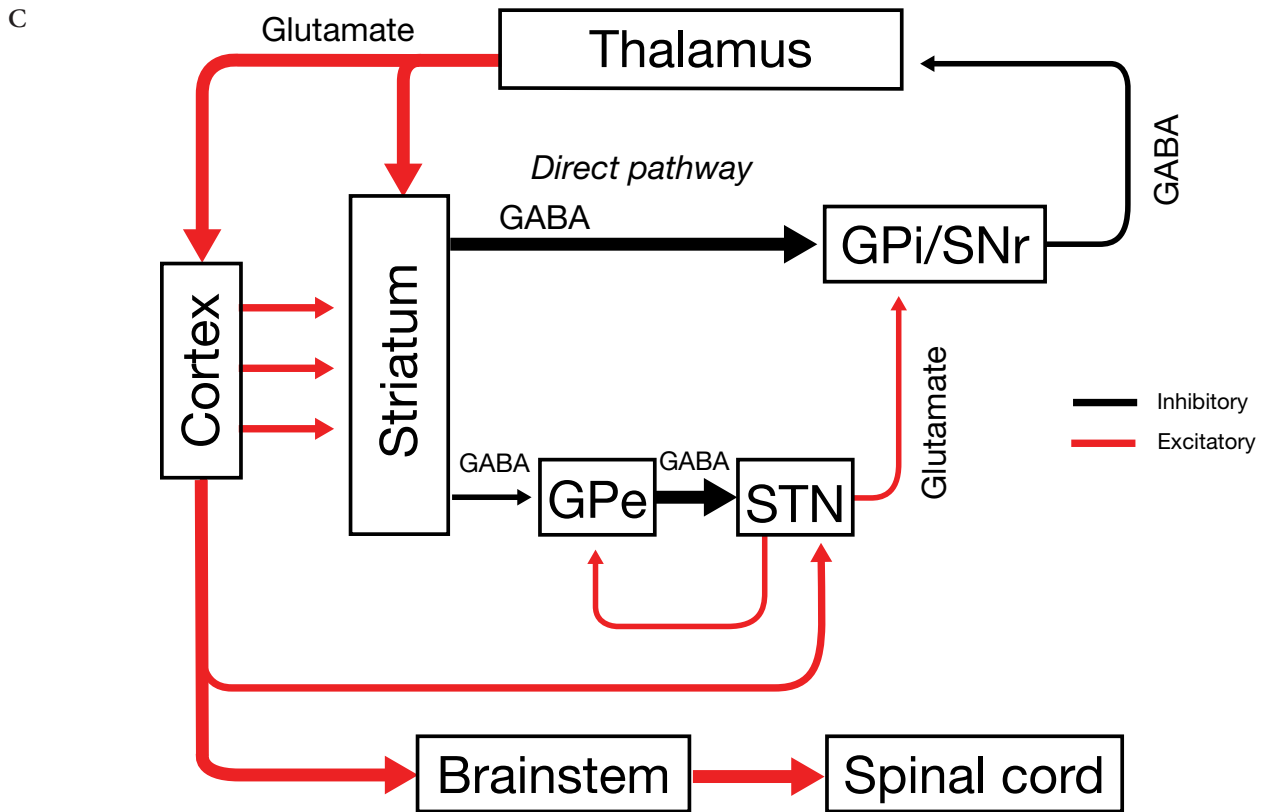 C
Glutamate
Thalamus
GABA
Direct pathway
GABA
GPi/SNr
Cortex
Striatum
Glutamate
Inhibitory
Excitatory
GABA
GABA
GPe
STN
Brainstem
Spinal cord